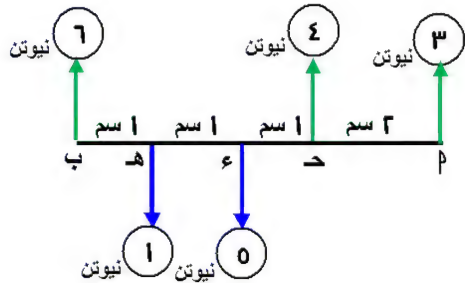 ٣ نيوتن
٤ نيوتن
٦ نيوتن
٢ سم
١ سم
١ سم
١ سم
أ
حـ
ء
هـ
ب
٥ نيوتن
١ نيوتن